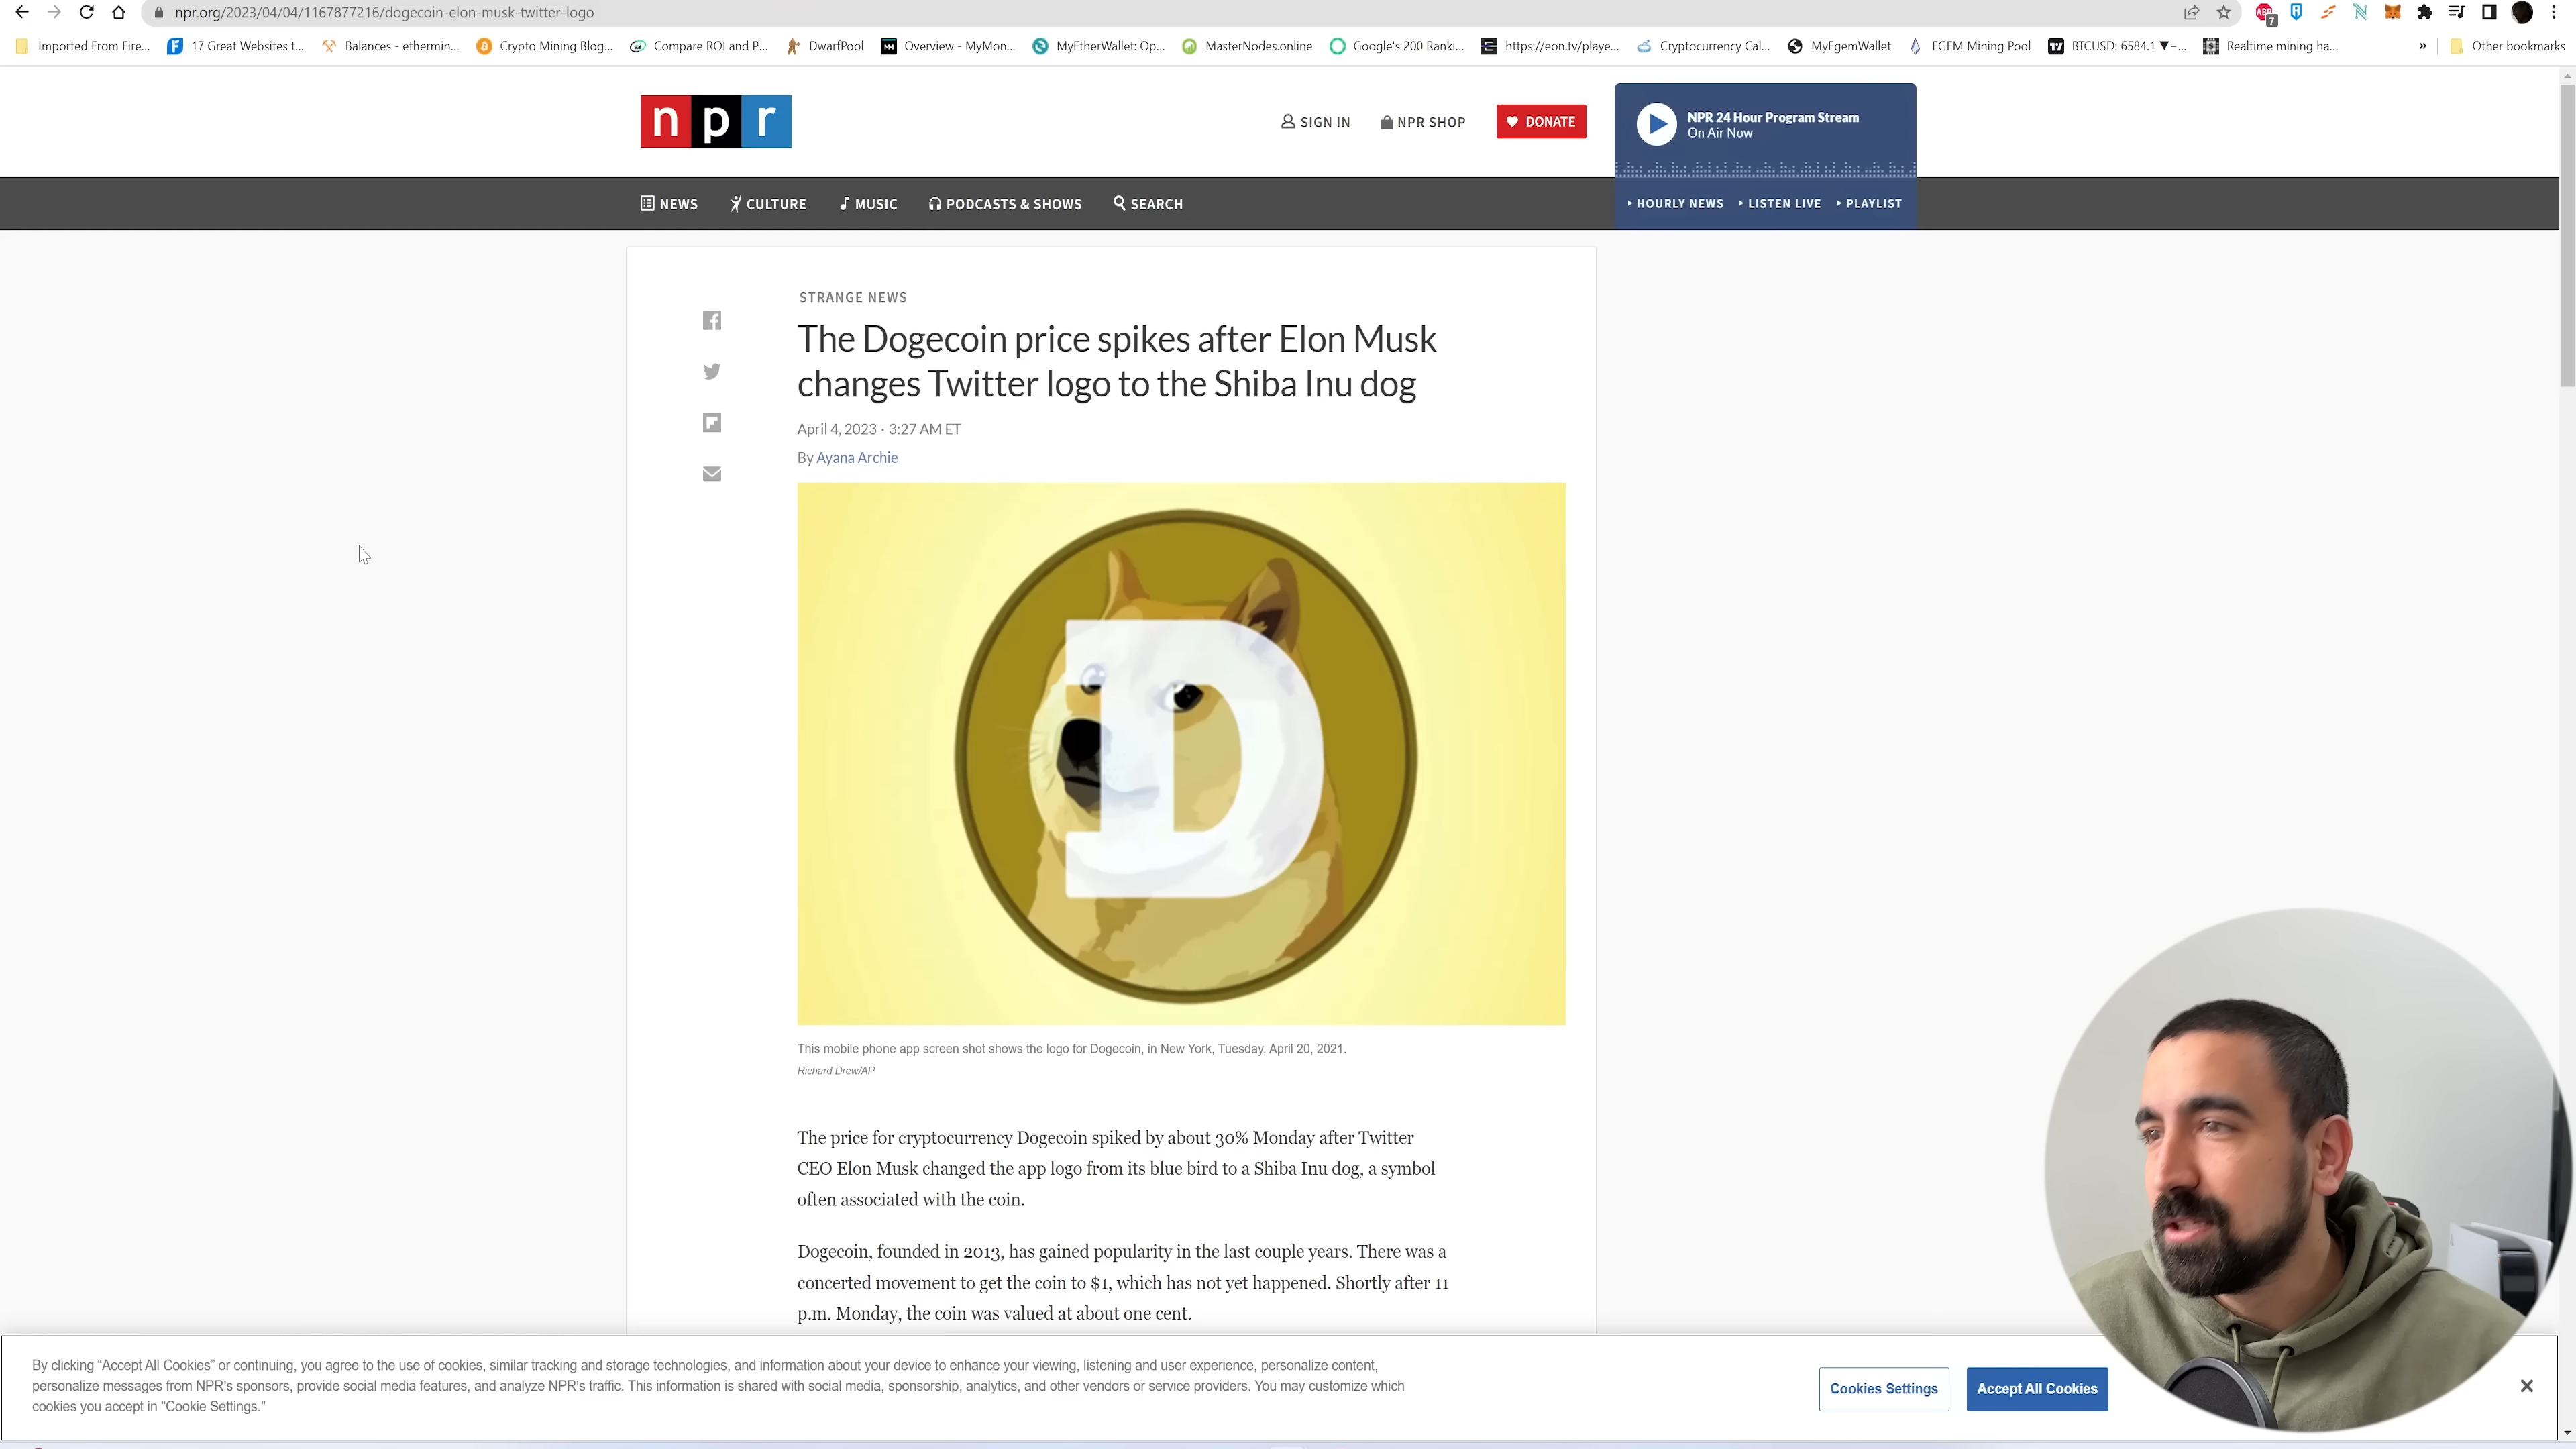 npr.org/2023/04/04/1167877216/dogecoin-elon-musk-twitter-logo
ABP
7
Imported From Fire...
17 Great Websites t...
Balances - ethermin...
Crypto Mining Blog...
Compare ROI and P...
DwarfPool
Overview - MyMon...
MyEtherWallet: Op...
MasterNodes.online
Google's 200 Ranki...
https://eon.tv/playe...
Cryptocurrency Cal...
MyEgemWallet
EGEM Mining Pool
BTCUSD: 6584.1 ▼−...
Realtime mining ha...
»
Other bookmarks
npr
SIGN IN
NPR SHOP
DONATE
NPR 24 Hour Program Stream
On Air Now
NEWS
CULTURE
MUSIC
PODCASTS & SHOWS
SEARCH
HOURLY NEWS
LISTEN LIVE
PLAYLIST
STRANGE NEWS
The Dogecoin price spikes after Elon Musk
changes Twitter logo to the Shiba Inu dog
April 4, 2023 · 3:27 AM ET
By Ayana Archie
D
This mobile phone app screen shot shows the logo for Dogecoin, in New York, Tuesday, April 20, 2021.
Richard Drew/AP
The price for cryptocurrency Dogecoin spiked by about 30% Monday after Twitter
CEO Elon Musk changed the app logo from its blue bird to a Shiba Inu dog, a symbol
often associated with the coin.
Dogecoin, founded in 2013, has gained popularity in the last couple years. There was a
concerted movement to get the coin to $1, which has not yet happened. Shortly after 11
p.m. Monday, the coin was valued at about one cent.
By clicking “Accept All Cookies” or continuing, you agree to the use of cookies, similar tracking and storage technologies, and information about your device to enhance your viewing, listening and user experience, personalize content,
personalize messages from NPR's sponsors, provide social media features, and analyze NPR's traffic. This information is shared with social media, sponsorship, analytics, and other vendors or service providers. You may customize which
cookies you accept in "Cookie Settings."
Cookies Settings
Accept All Cookies